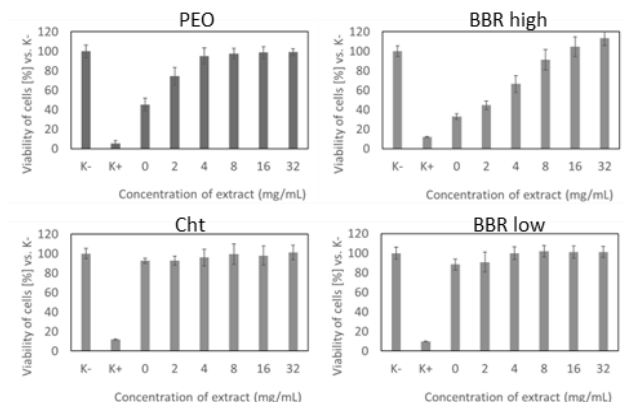 PEO
Viability of cells [%] vs. K-
120
100
80
60
40
20
0
K- K+ 0 2 4 8 16 32
Concentration of extract (mg/mL)
BBR high
Viability of cells [%] vs. K-
120
100
80
60
40
20
0
K- K+ 0 2 4 8 16 32
Concentration of extract (mg/mL)
Cht
Viability of cells [%] vs. K-
120
100
80
60
40
20
0
K- K+ 0 2 4 8 16 32
Concentration of extract (mg/mL)
BBR low
Viability of cells [%] vs. K-
120
100
80
60
40
20
0
K- K+ 0 2 4 8 16 32
Concentration of extract (mg/mL)